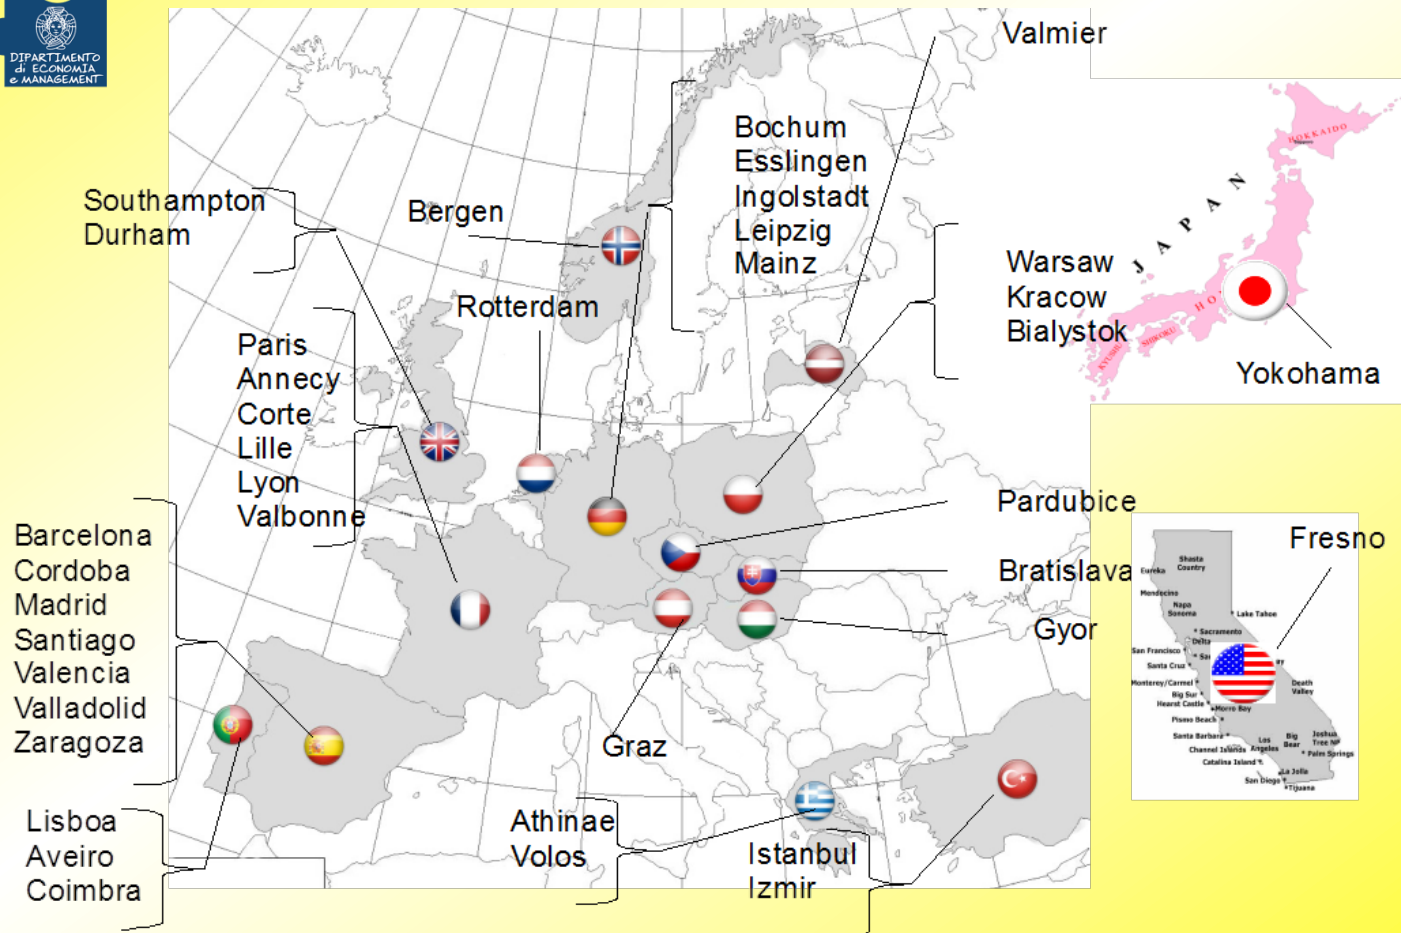 DIPARTIMENTO
di ECONOMIA
e MANAGEMENT
Valmier
Bochum
Esslingen
Ingolstadt
Leipzig
Mainz
Southampton
Durham
Bergen
Rotterdam
Paris
Annecy
Corte
Lille
Lyon
Valbonne
Warsaw
Kracow
Bialystok
JAPAN
HOKKAIDO
HO
SHIKOKU
KYUSHU
Yokohama
Barcelona
Cordoba
Madrid
Santiago
Valencia
Valladolid
Zaragoza
Pardubice
Bratislava
Gyor
Graz
Lisboa
Aveiro
Coimbra
Athinae
Volos
Istanbul
Izmir
Fresno
Shasta
Country
Eureka
Mendocino
Napa
Sonoma
Lake Tahoe
Sacramento
Delta
San Francisco
Santa Cruz
Monterey/Carmel
Big Sur
Hearst Castle
Death
Valley
Morro Bay
Pismo Beach
Santa Barbara
Channel Islands
Catalina Island
Los
Angeles
Big
Bear
Joshua
Tree NP
Palm Springs
La Jolla
San Diego
Tijuana